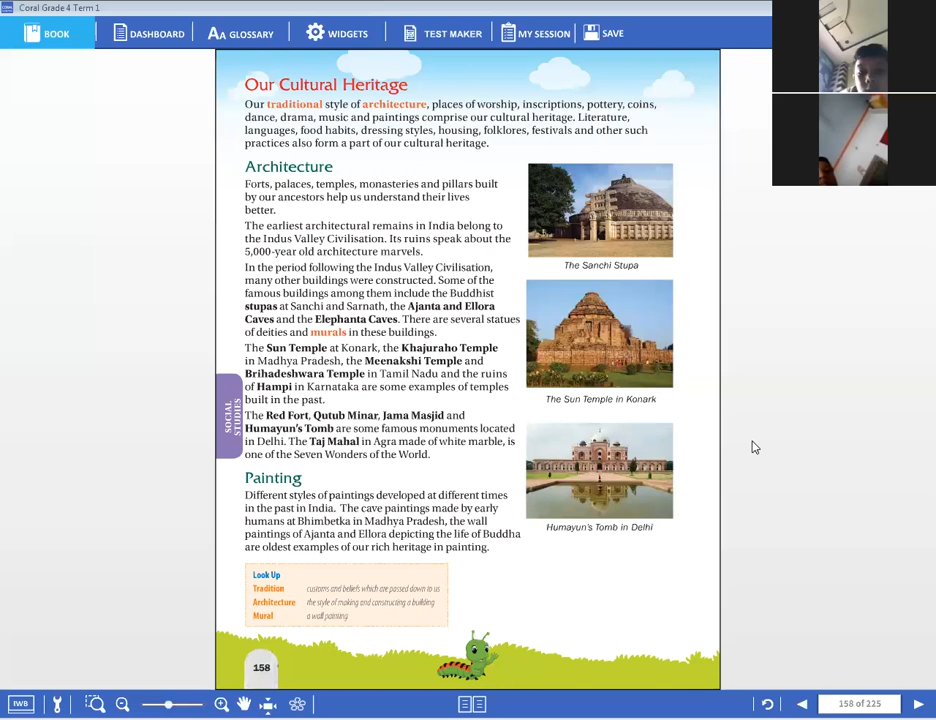 Coral Grade 4 Term 1
BOOK
DASHBOARD
AA GLOSSARY
WIDGETS
TEST MAKER
MY SESSION
SAVE
Our Cultural Heritage
Our traditional style of architecture, places of worship, inscriptions, pottery, coins,
dance, drama, music and paintings comprise our cultural heritage. Literature,
languages, food habits, dressing styles, housing, folklores, festivals and other such
practices also form a part of our cultural heritage.
Architecture
Forts, palaces, temples, monasteries and pillars built
by our ancestors help us understand their lives
better.
The earliest architectural remains in India belong to
the Indus Valley Civilisation. Its ruins speak about the
5,000-year old architecture marvels.
In the period following the Indus Valley Civilisation,
many other buildings were constructed. Some of the
famous buildings among them include the Buddhist
stupas at Sanchi and Sarnath, the Ajanta and Ellora
Caves and the Elephanta Caves. There are several statues
of deities and murals in these buildings.
The Sun Temple at Konark, the Khajuraho Temple
in Madhya Pradesh, the Meenakshi Temple and
Brihadeshwara Temple in Tamil Nadu and the ruins
of Hampi in Karnataka are some examples of temples
built in the past.
The Red Fort, Qutub Minar, Jama Masjid and
Humayun's Tomb are some famous monuments located
in Delhi. The Taj Mahal in Agra made of white marble, is
one of the Seven Wonders of the World.
The Sanchi Stupa
The Sun Temple in Konark
Humayun's Tomb in Delhi
SOCIAL
STUDIES
Painting
Different styles of paintings developed at different times
in the past in India. The cave paintings made by early
humans at Bhimbetka in Madhya Pradesh, the wall
paintings of Ajanta and Ellora depicting the life of Buddha
are oldest examples of our rich heritage in painting.
Look Up
Tradition customs and beliefs which are passed down to us
Architecture the style of making and constructing a building
Mural a wall painting
158
IWB
158 of 225